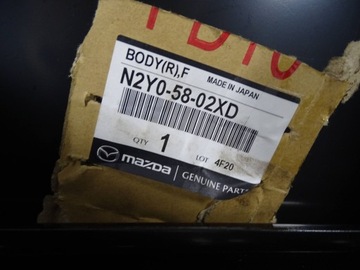 BODY(R),F
MADE IN JAPAN
N2Y0-58-02XD
QTY 1 LOT 4F20
mazda GENUINE PARTS